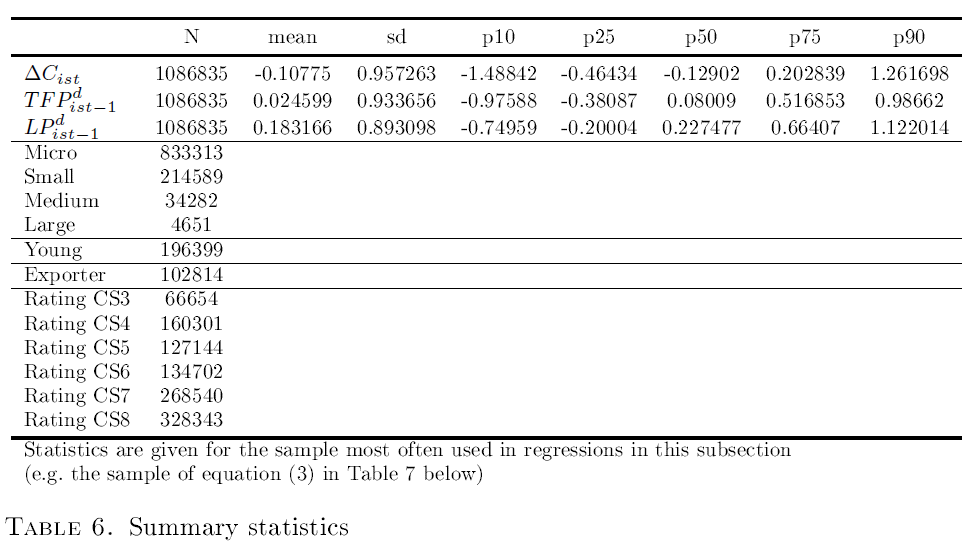 N mean sd p10 p25 p50 p75 p90
ΔC_{ist} 1086835 -0.10775 0.957263 -1.48842 -0.46434 -0.12902 0.202839 1.261698
TFP^{d}_{ist−1} 1086835 0.024599 0.933656 -0.97588 -0.38087 0.08009 0.516853 0.98662
LP^{d}_{ist−1} 1086835 0.183166 0.893098 -0.74959 -0.20004 0.227477 0.66407 1.122014
Micro 833313
Small 214589
Medium 34282
Large 4651
Young 196399
Exporter 102814
Rating CS3 66654
Rating CS4 160301
Rating CS5 127144
Rating CS6 134702
Rating CS7 268540
Rating CS8 328343
Statistics are given for the sample most often used in regressions in this subsection
(e.g. the sample of equation (3) in Table 7 below)
TABLE 6. Summary statistics